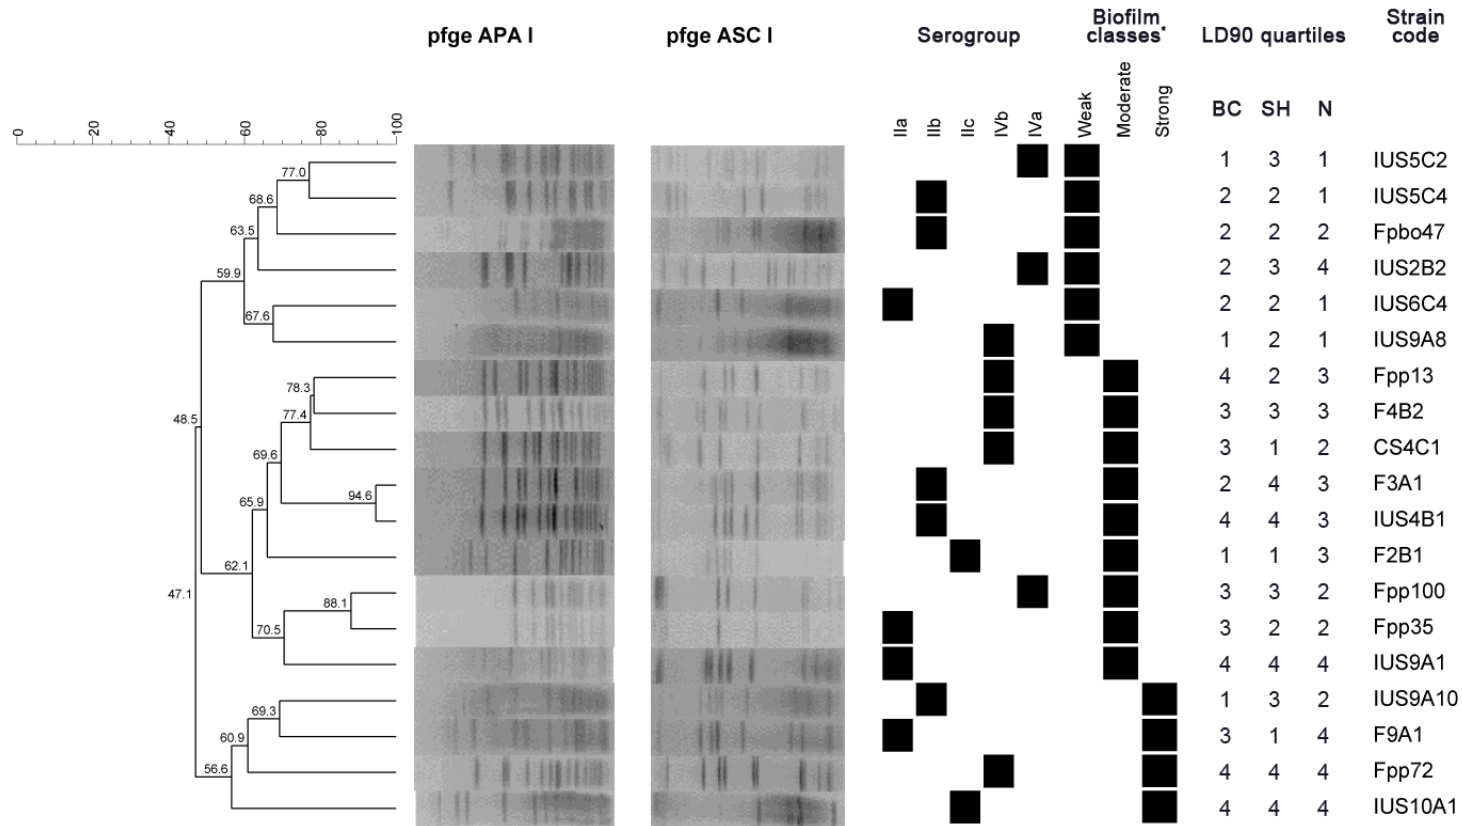 pfge APA I pfge ASC I Serogroup Biofilm classes* LD90 quartiles Strain code
IIa IIb IIc IVb IVa Weak Moderate Strong BC SH N
0 20 40 60 80 100
IUS5C2 1 3 1
IUS5C4 2 2 1
Fpbo47 2 2 2
IUS2B2 2 3 4
IUS6C4 2 2 1
IUS9A8 1 2 1
Fpp13 4 2 3
F4B2 3 3 3
CS4C1 3 1 2
F3A1 2 4 3
IUS4B1 4 4 3
F2B1 1 1 3
Fpp100 3 3 2
Fpp35 3 2 2
IUS9A1 4 4 4
IUS9A10 1 3 2
F9A1 3 1 4
Fpp72 4 4 4
IUS10A1 4 4 4
77.0
68.6
63.5
59.9
67.6
78.3
48.5
77.4
69.6
94.6
65.9
62.1
47.1
88.1
70.5
69.3
60.9
56.6